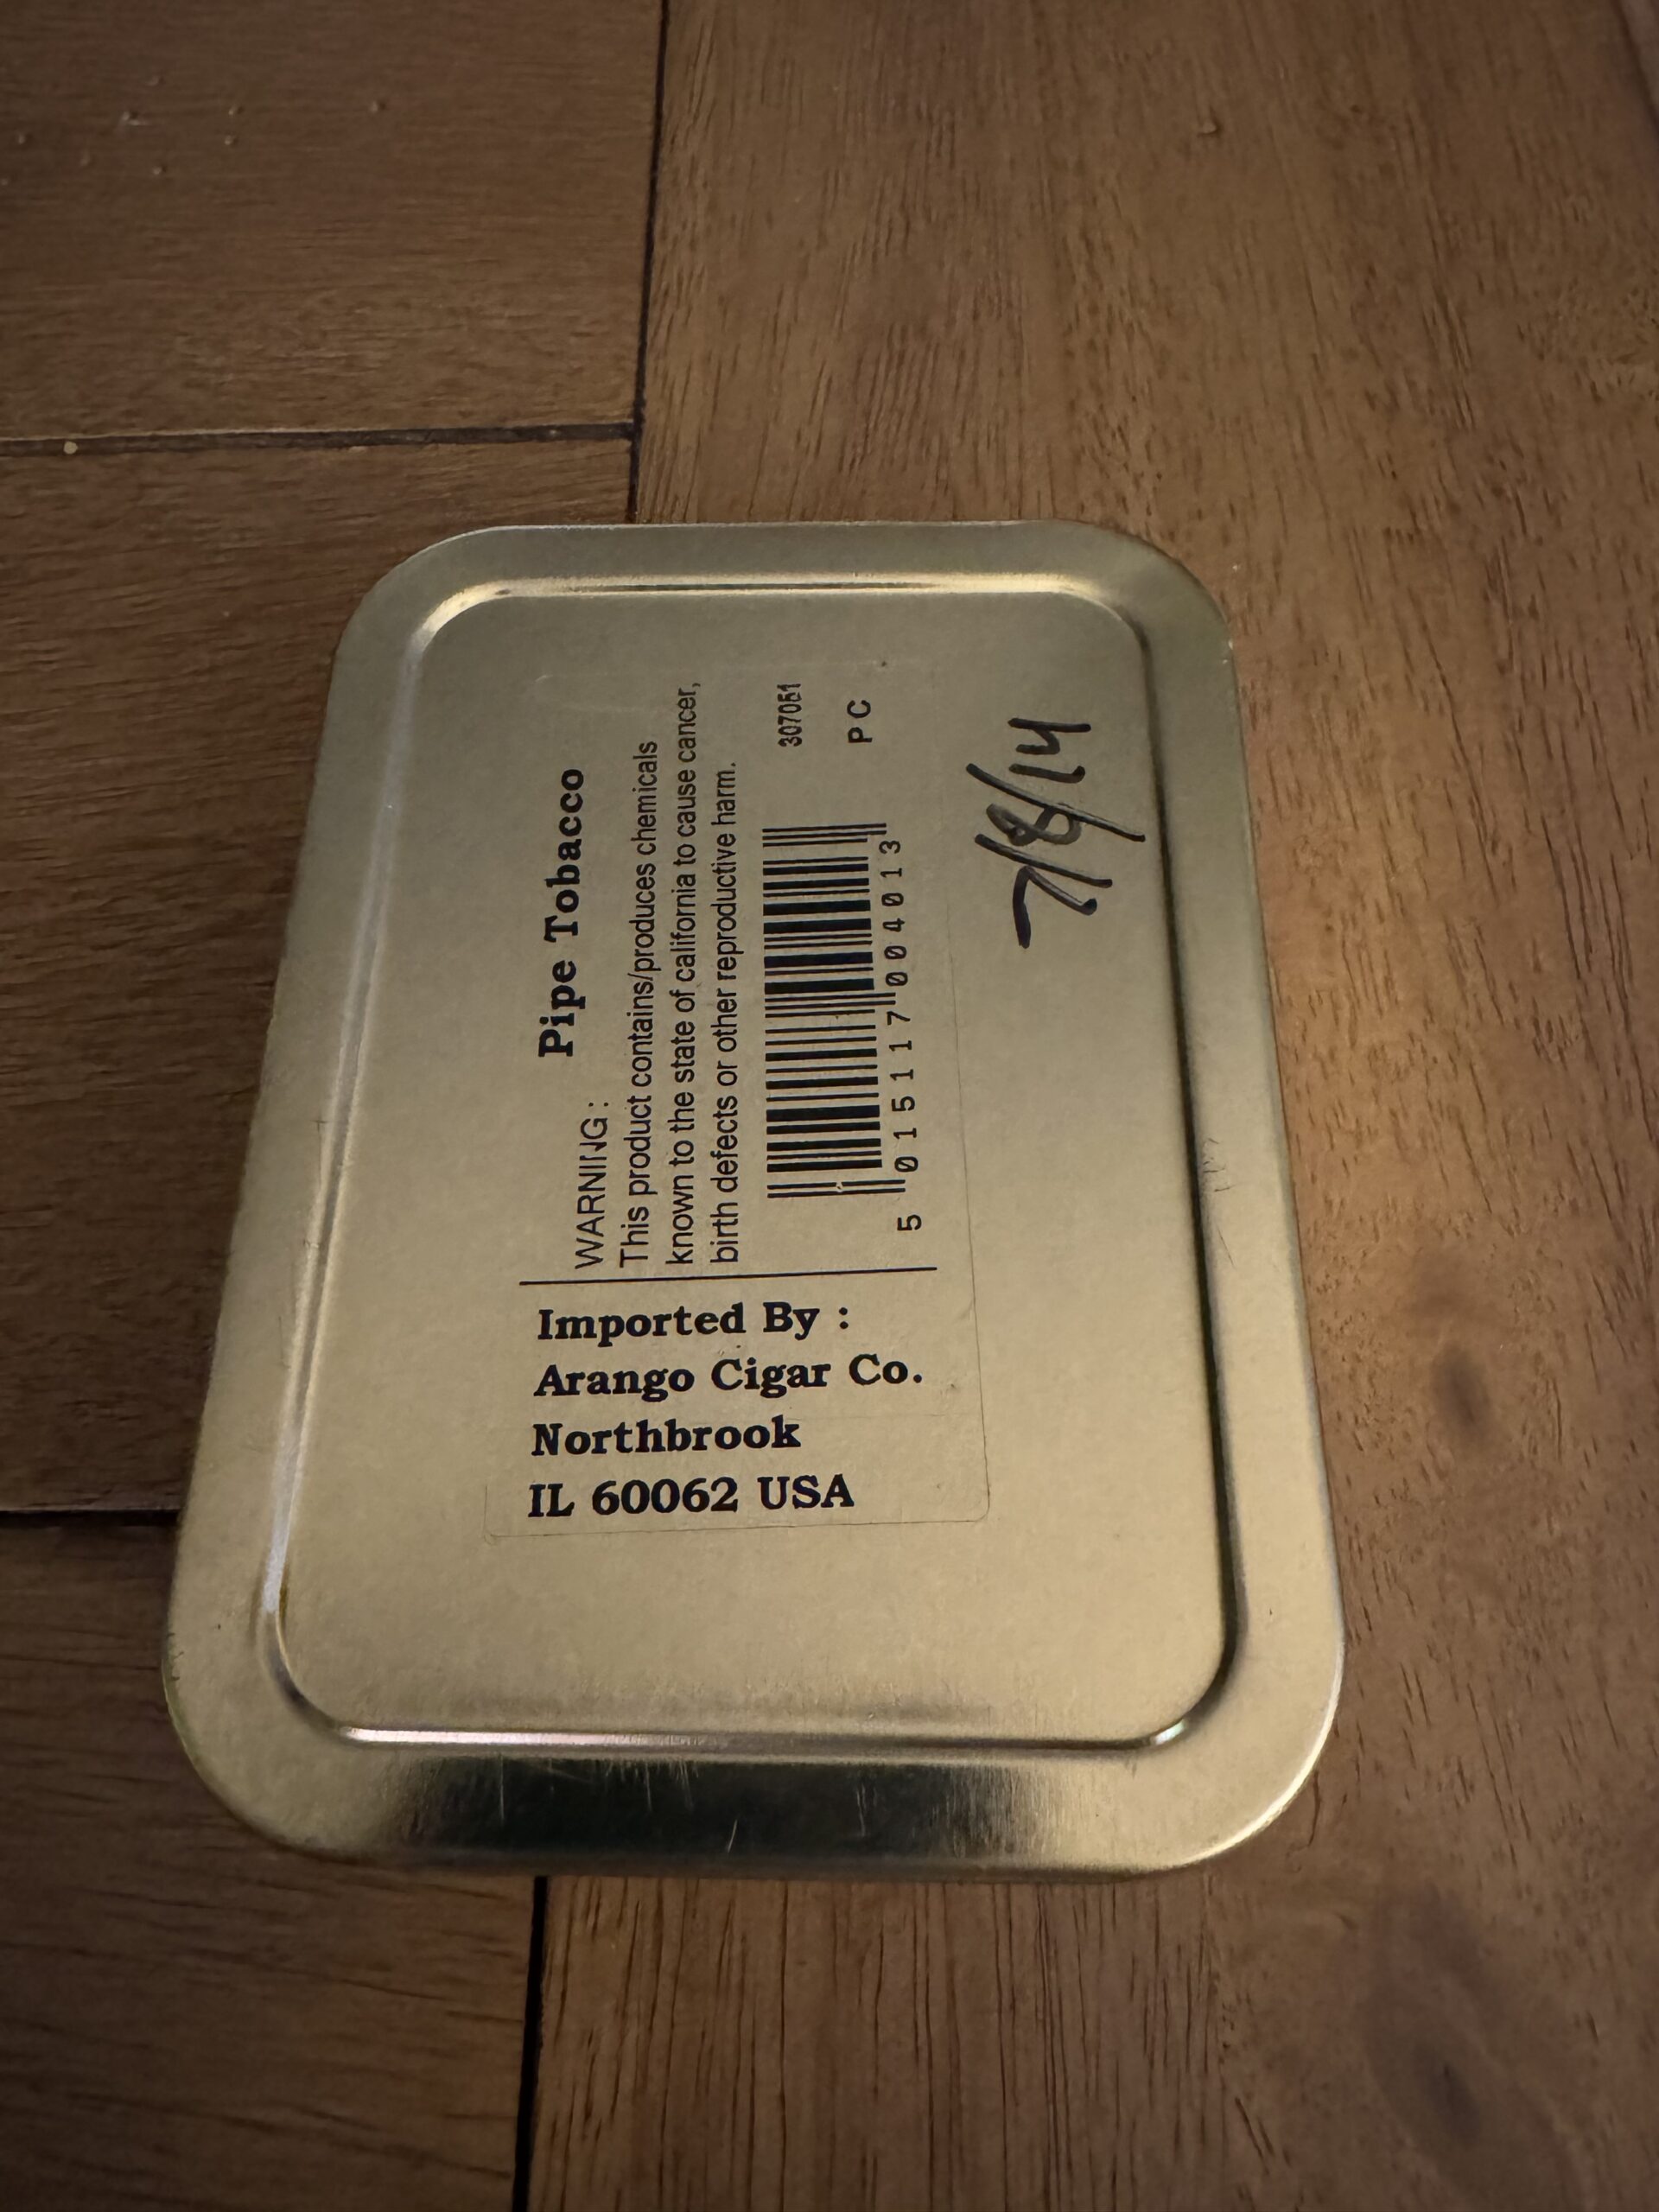 Pipe Tobacco
WARNING :
This product contains/produces chemicals
known to the state of california to cause cancer,
birth defects or other reproductive harm.
307051
P C
5 015117 004013
Imported By :
Arango Cigar Co.
Northbrook
IL 60062 USA
7/8/14